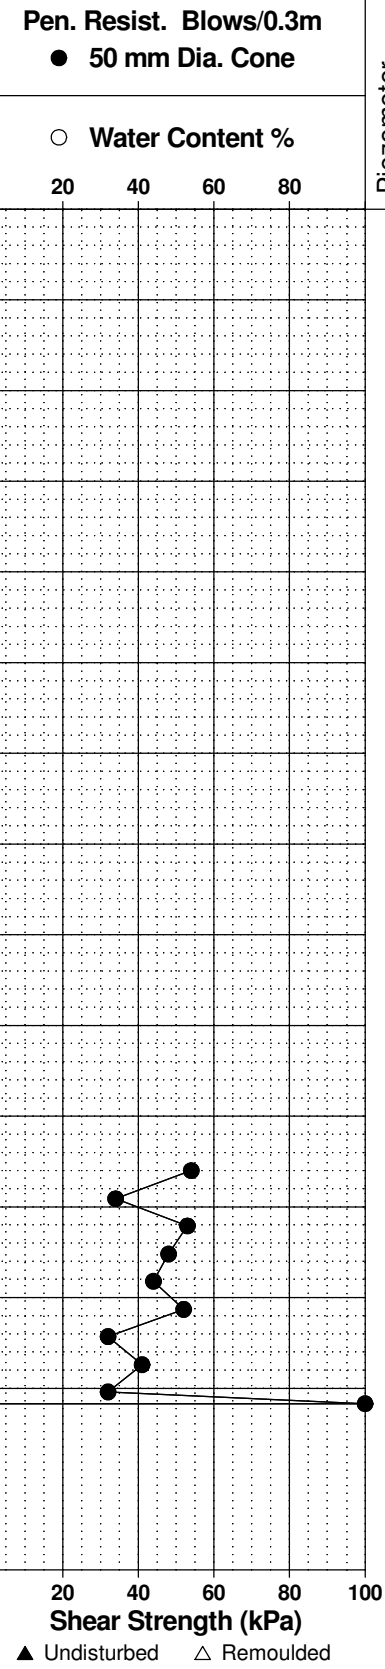 Pen. Resist. Blows/0.3m
● 50 mm Dia. Cone
○ Water Content %
Piezometer
20 40 60 80
20 40 60 80 100
Shear Strength (kPa)
▲ Undisturbed △ Remoulded